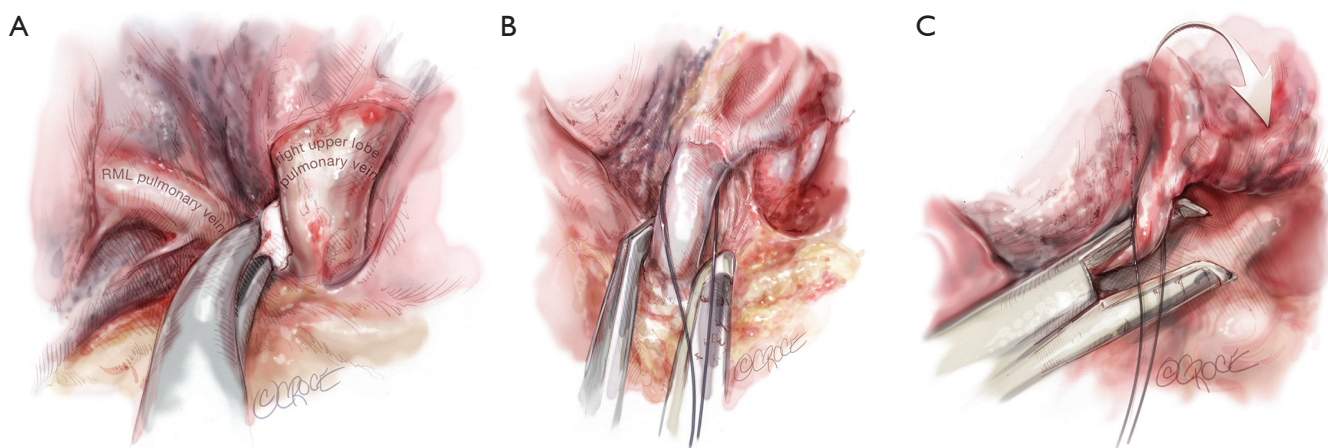 A
B
C
RML pulmonary vein
right upper lobe
pulmonary vein
©CROCE
©CROCE
©CROCE